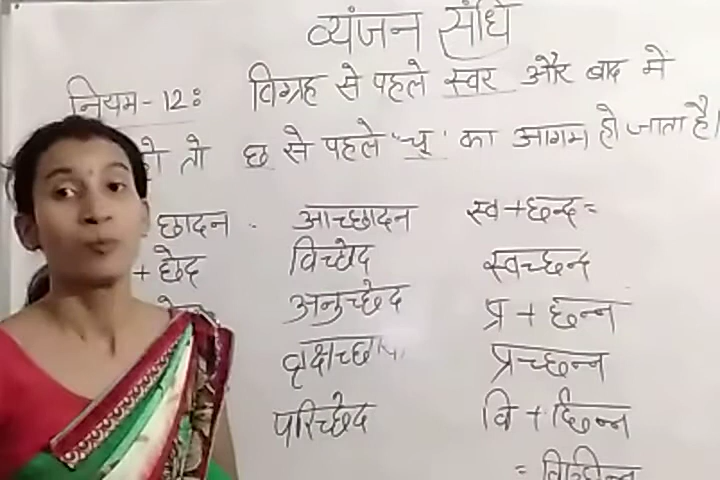 व्यंजन संधि
नियम - 12: विग्रह से पहले स्वर और बाद में
तो छ से पहले "च्" का आगम हो जाता है।
छादन - आच्छादन स्व + छन्द =
+ छेद विच्छेद स्वच्छन्द
अनुच्छेद प्र + छन्न
प्रच्छन्न
परिच्छेद वि + छिन्न
=